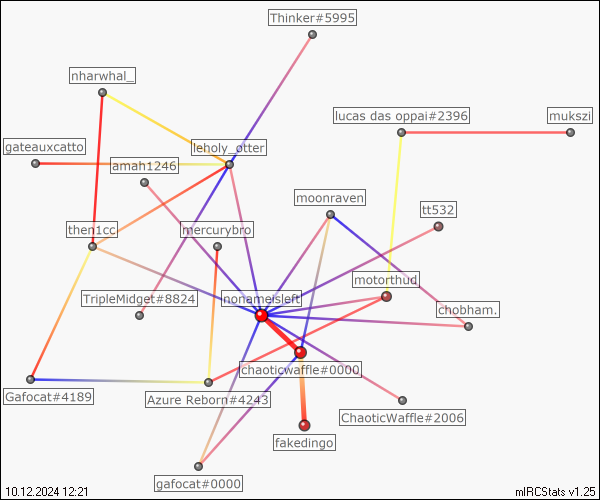 Thinker#5995
nharwhal_
lucas das oppai#2396
mukszi
gateauxcatto
leholy_otter
amah1246
moonraven
tt532
then1cc
mercurybro
motorthud
TripleMidget#8824
nonameisleft
chobham.
chaoticwaffle#0000
Gafocat#4189
Azure Reborn#4243
ChaoticWaffle#2006
fakedingo
gafocat#0000
10.12.2024 12:21
mIRCStats v1.25